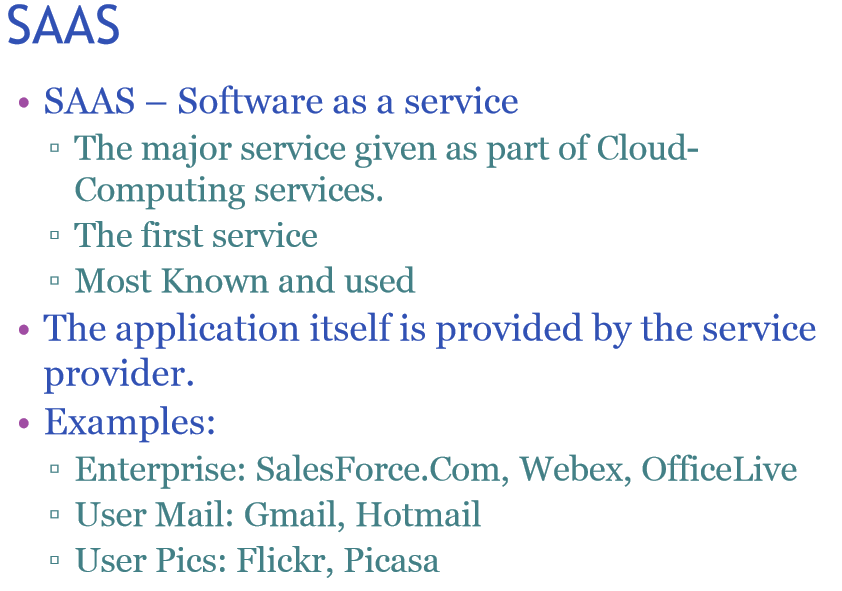 SAAS
• SAAS – Software as a service
▫ The major service given as part of Cloud-
Computing services.
▫ The first service
▫ Most Known and used
• The application itself is provided by the service
provider.
• Examples:
▫ Enterprise: SalesForce.Com, Webex, OfficeLive
▫ User Mail: Gmail, Hotmail
▫ User Pics: Flickr, Picasa